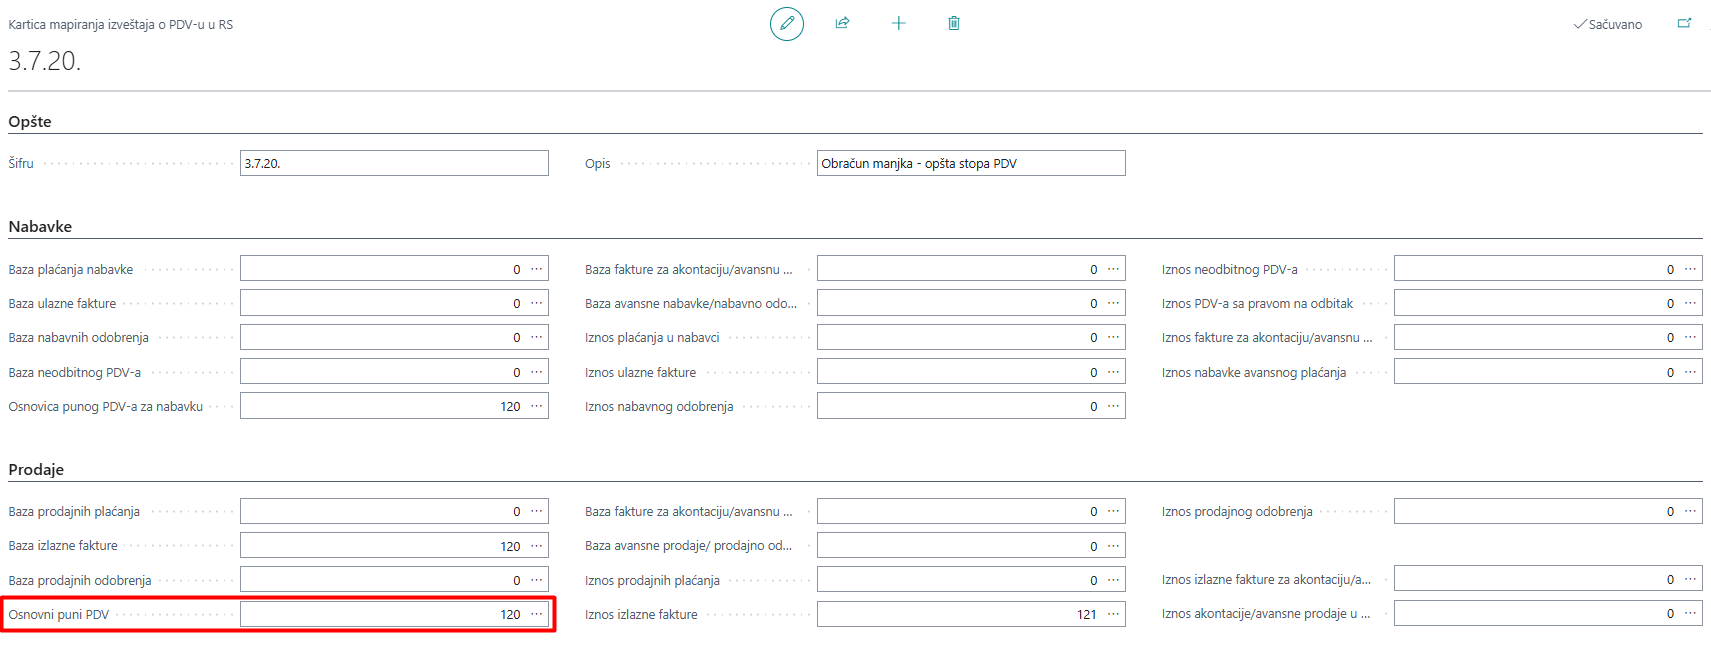 Kartica mapiranja izveštaja o PDV-u u RS
Sačuvano
3.7.20.
Opšte
Šifru 3.7.20.
Opis Obračun manjka - opšta stopa PDV
Nabavke
Baza plaćanja nabavke 0 ...
Baza fakture za akontaciju/avansnu ... 0 ...
Iznos neodbitnog PDV-a 0 ...
Baza ulazne fakture 0 ...
Baza avansne nabavke/nabavno odo... 0 ...
Iznos PDV-a sa pravom na odbitak 0 ...
Baza nabavnih odobrenja 0 ...
Iznos plaćanja u nabavci 0 ...
Iznos fakture za akontaciju/avansnu ... 0 ...
Baza neodbitnog PDV-a 0 ...
Iznos ulazne fakture 0 ...
Iznos nabavke avansnog plaćanja 0 ...
Osnovica punog PDV-a za nabavku 120 ...
Iznos nabavnog odobrenja 0 ...
Prodaje
Baza prodajnih plaćanja 0 ...
Baza fakture za akontaciju/avansnu ... 0 ...
Iznos prodajnog odobrenja 0 ...
Baza izlazne fakture 120 ...
Baza avansne prodaje/ prodajno od... 0 ...
Baza prodajnih odobrenja 0 ...
Iznos prodajnih plaćanja 0 ...
Iznos izlazne fakture za akontaciju/a... 0 ...
Osnovni puni PDV 120 ...
Iznos izlazne fakture 121 ...
Iznos akontacije/avansne prodaje u ... 0 ...